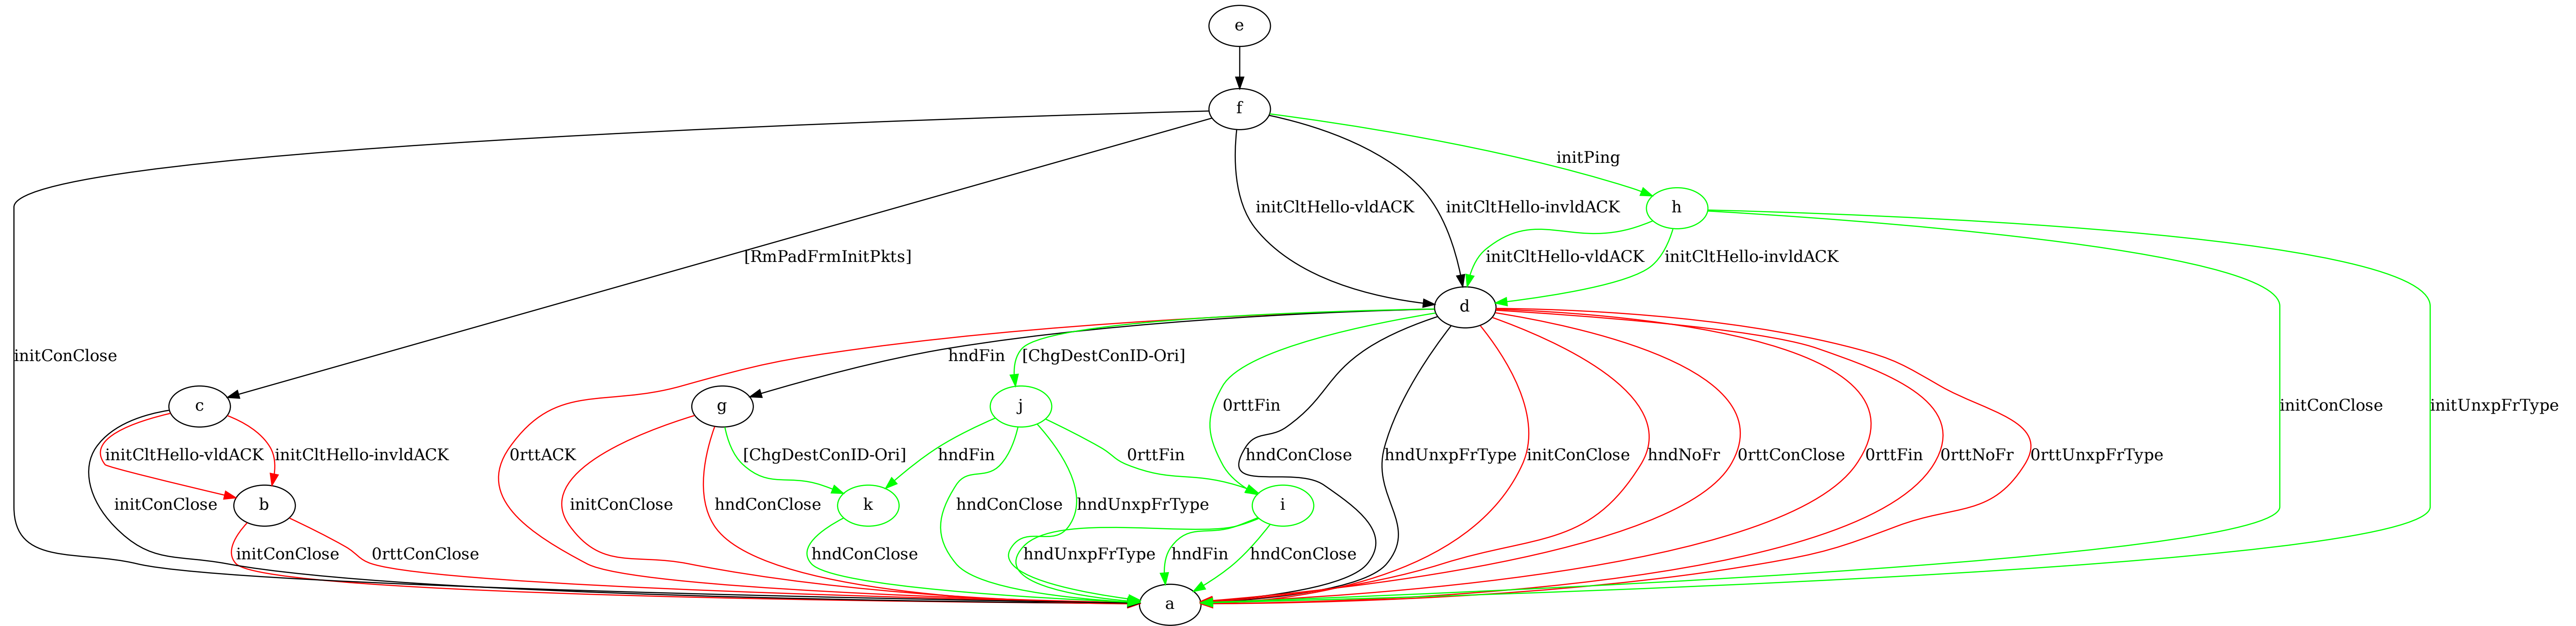 e
f
initPing
initCltHello-vldACK
initCltHello-invldACK
h
[RmPadFrmInitPkts]
initCltHello-vldACK
initCltHello-invldACK
d
initConClose
hndFin
[ChgDestConID-Ori]
c
g
j
0rttFin
initConClose
initUnxpFrType
initCltHello-vldACK
initCltHello-invldACK
0rttACK
[ChgDestConID-Ori]
hndFin
0rttFin
hndConClose
hndUnxpFrType
initConClose
hndNoFr
0rttConClose
0rttFin
0rttNoFr
0rttUnxpFrType
initConClose
b
initConClose
hndConClose
k
hndConClose
hndUnxpFrType
i
initConClose
0rttConClose
hndConClose
hndUnxpFrType
hndFin
hndConClose
a